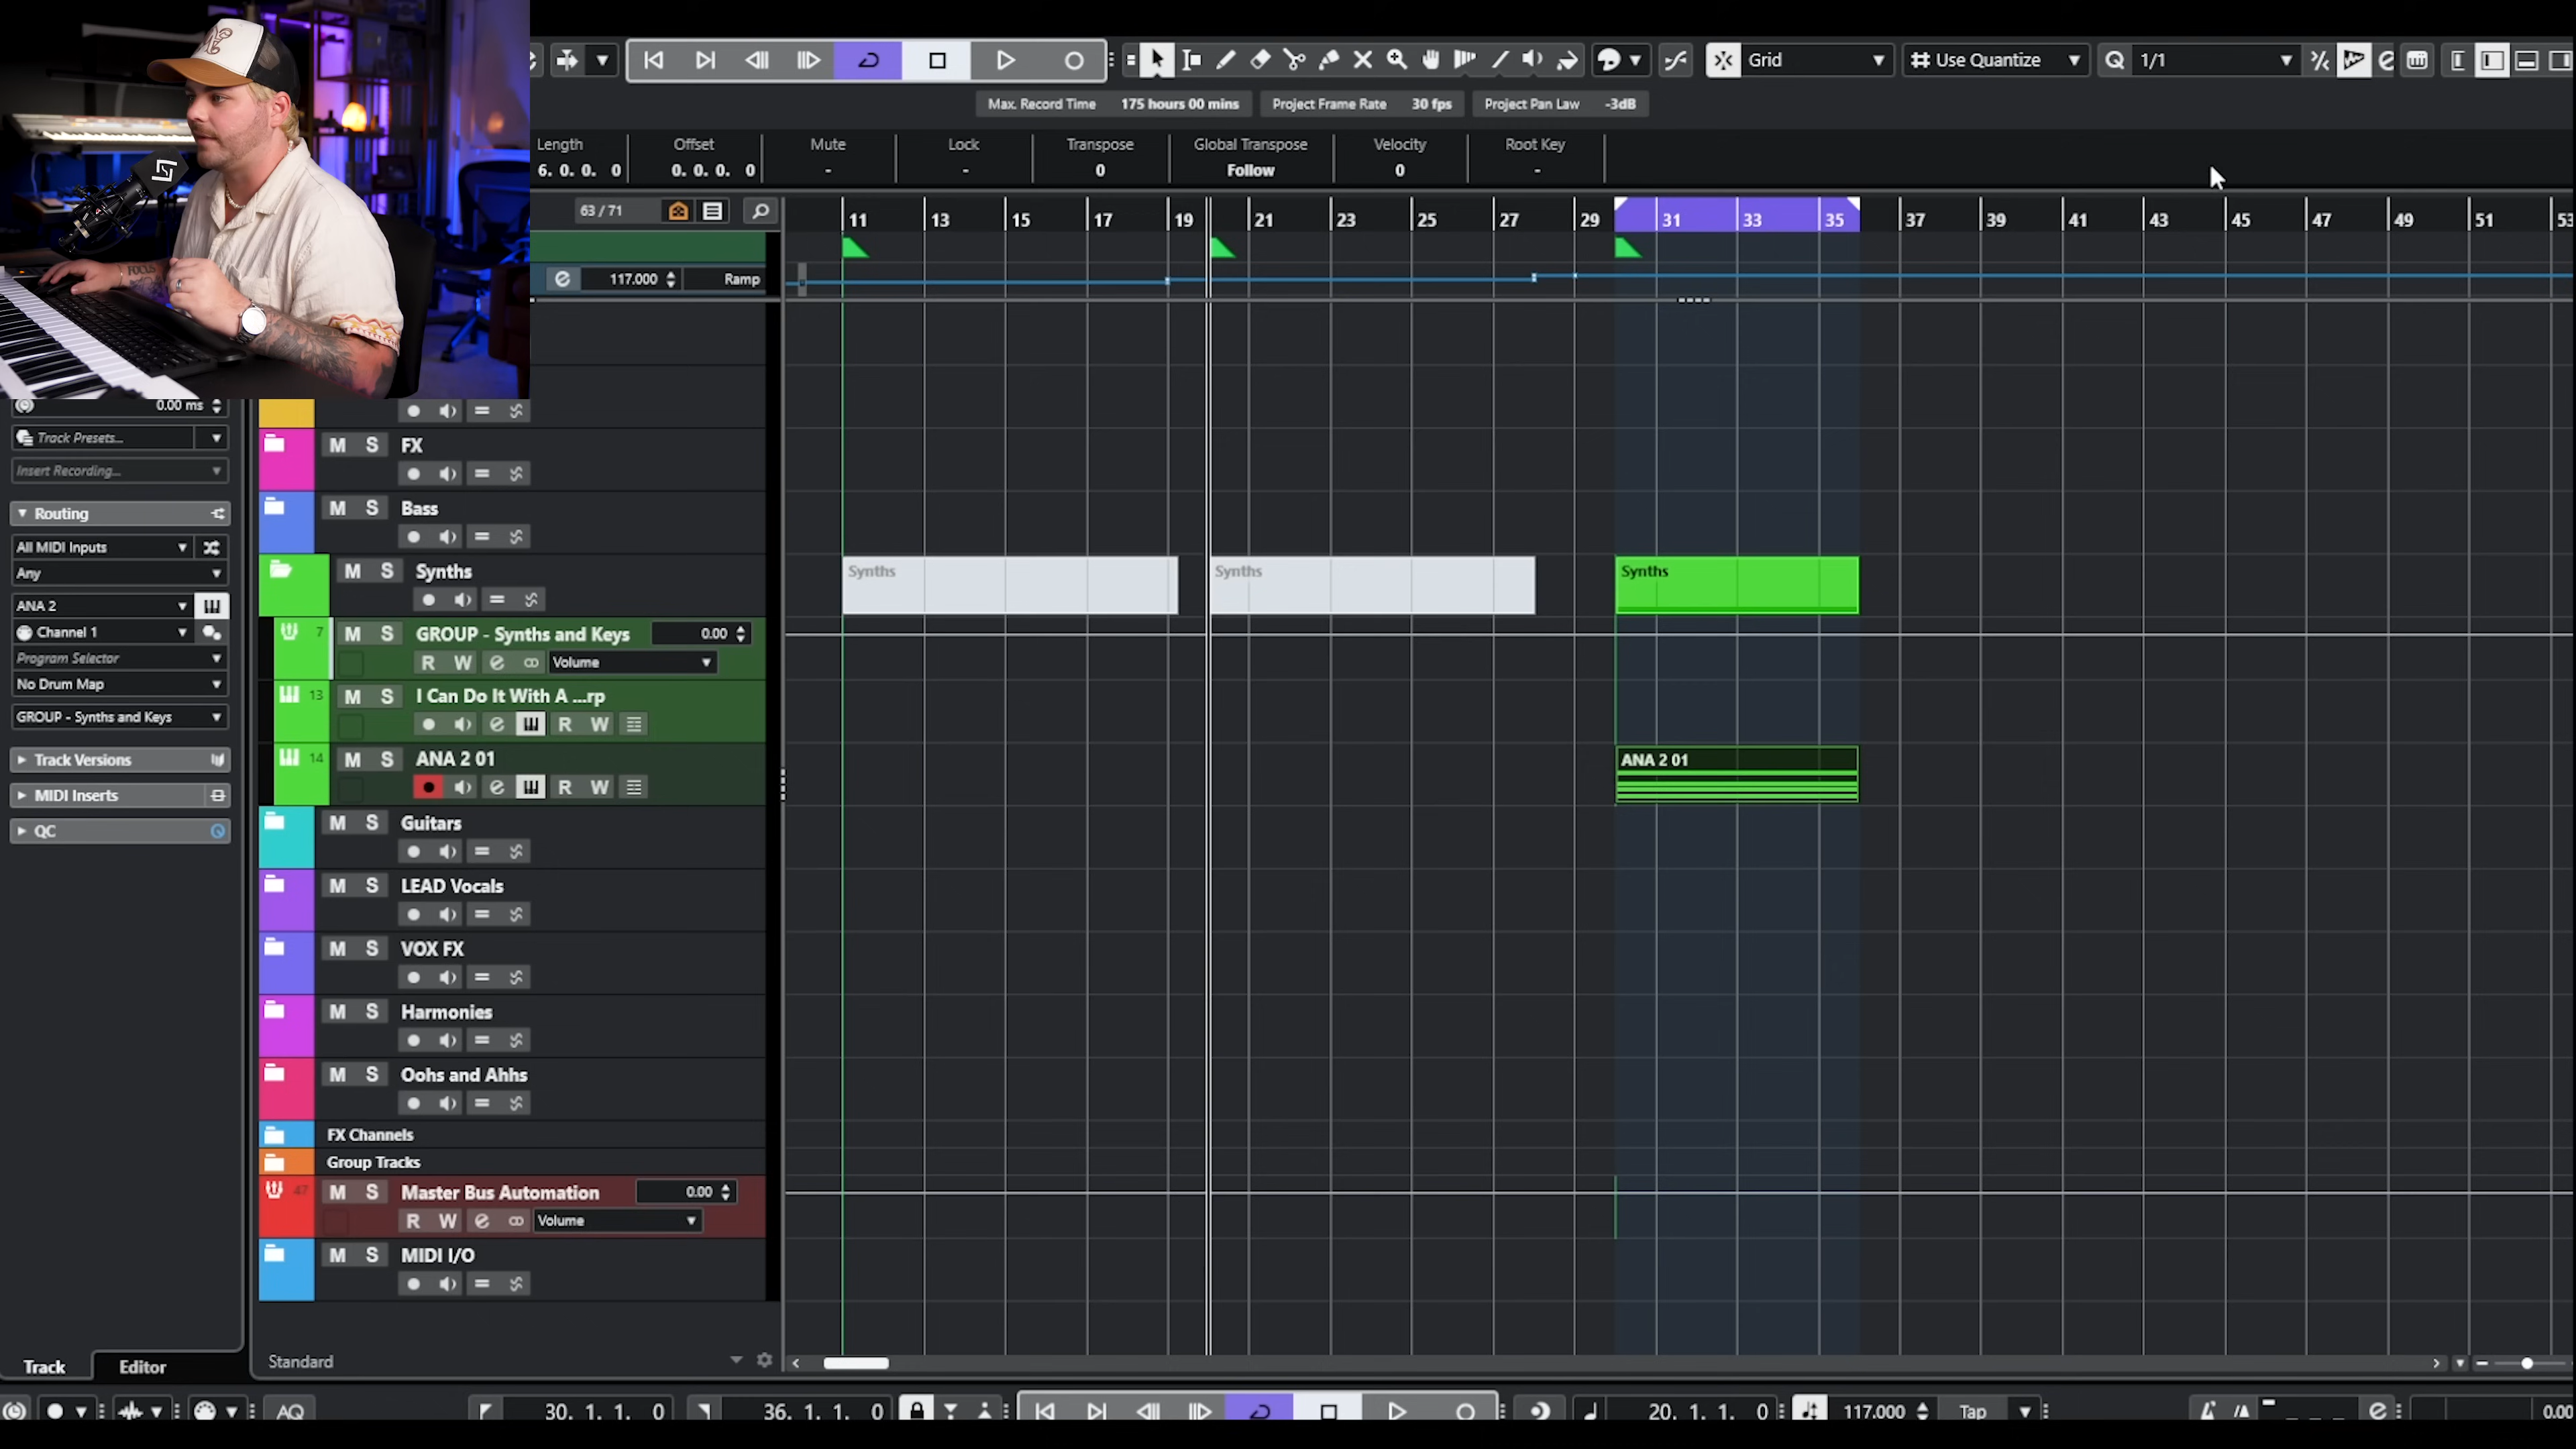 Grid
Use Quantize
Q
1/1
Max. Record Time 175 hours 00 mins
Project Frame Rate 30 fps
Project Pan Law -3dB
Length
Offset
Mute
Lock
Transpose
Global Transpose
Velocity
Root Key
6. 0. 0. 0
0. 0. 0. 0
-
-
0
Follow
0
-
63 / 71
11 13 15 17 19 21 23 25 27 29 31 33 35 37 39 41 43 45 47 49 51 53
117.000
Ramp
FOCUS
0.00 ms
Track Presets...
Insert Recording...
Routing
All MIDI Inputs
Any
ANA 2
Channel 1
Program Selector
No Drum Map
GROUP - Synths and Keys
Track Versions
MIDI Inserts
QC
M S FX
M S Bass
M S Synths
Synths
Synths
Synths
7 M S GROUP - Synths and Keys 0.00
R W Volume
13 M S I Can Do It With A ...rp
R W
14 M S ANA 2 01
R W
ANA 2 01
M S Guitars
M S LEAD Vocals
M S VOX FX
M S Harmonies
M S Oohs and Ahhs
FX Channels
Group Tracks
47 M S Master Bus Automation 0.00
R W Volume
M S MIDI I/O
Track
Editor
Standard
AQ
30. 1. 1. 0
36. 1. 1. 0
20. 1. 1. 0
117.000
Tap
0.00